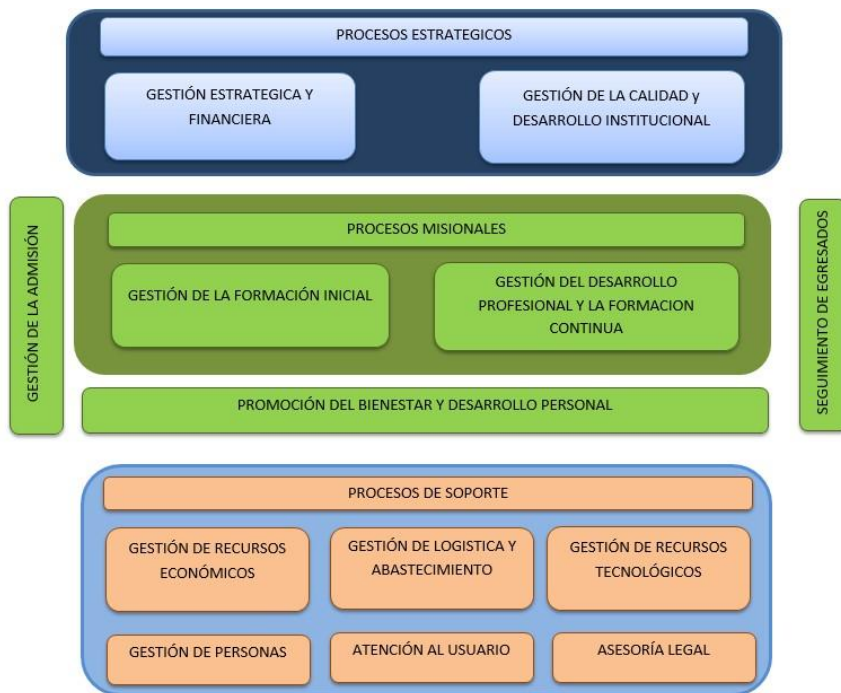 PROCESOS ESTRATEGICOS
GESTIÓN ESTRATEGICA Y
FINANCIERA
GESTIÓN DE LA CALIDAD y
DESARROLLO INSTITUCIONAL
GESTIÓN DE LA ADMISIÓN
PROCESOS MISIONALES
GESTIÓN DE LA FORMACIÓN INICIAL
GESTIÓN DEL DESARROLLO
PROFESIONAL Y LA FORMACION
CONTINUA
PROMOCIÓN DEL BIENESTAR Y DESARROLLO PERSONAL
SEGUIMIENTO DE EGRESADOS
PROCESOS DE SOPORTE
GESTIÓN DE RECURSOS
ECONÓMICOS
GESTIÓN DE LOGISTICA Y
ABASTECIMIENTO
GESTIÓN DE RECURSOS
TECNOLÓGICOS
GESTIÓN DE PERSONAS
ATENCIÓN AL USUARIO
ASESORÍA LEGAL